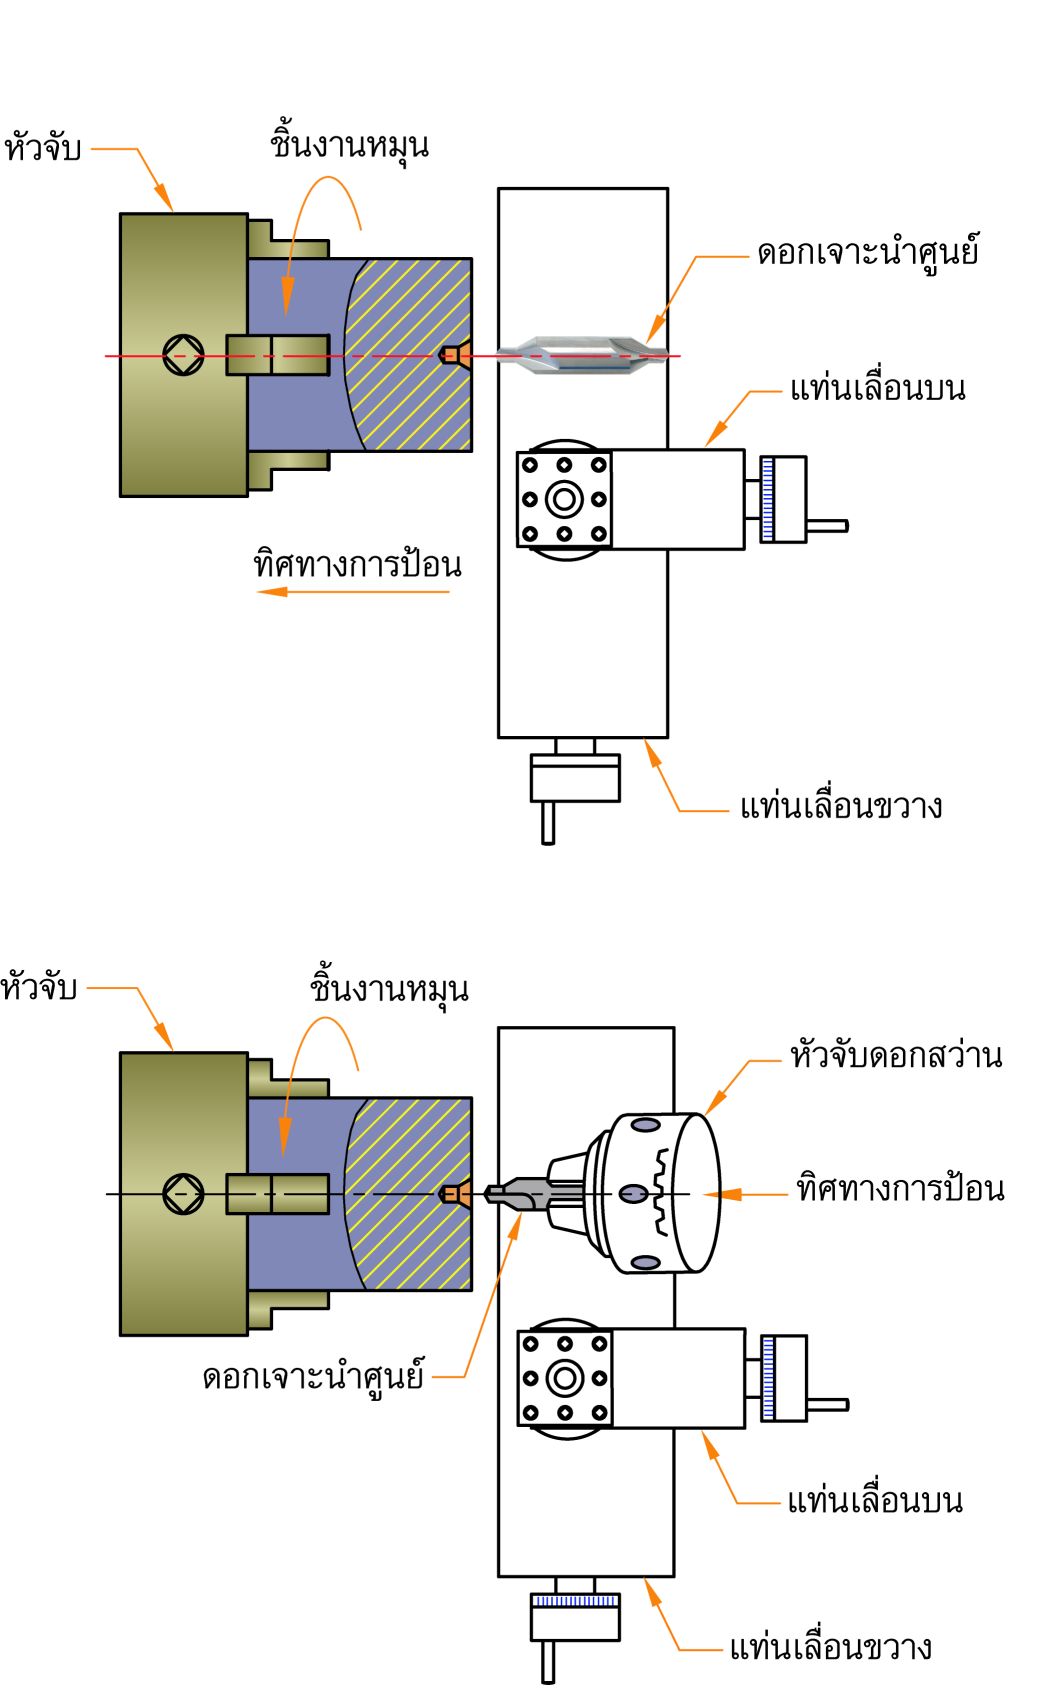 หัวจับ
ชิ้นงานหมุน
ดอกเจาะนำศูนย์
แท่นเลื่อนบน
ทิศทางการป้อน
แท่นเลื่อนขวาง
หัวจับ
ชิ้นงานหมุน
หัวจับดอกสว่าน
ทิศทางการป้อน
ดอกเจาะนำศูนย์
แท่นเลื่อนบน
แท่นเลื่อนขวาง